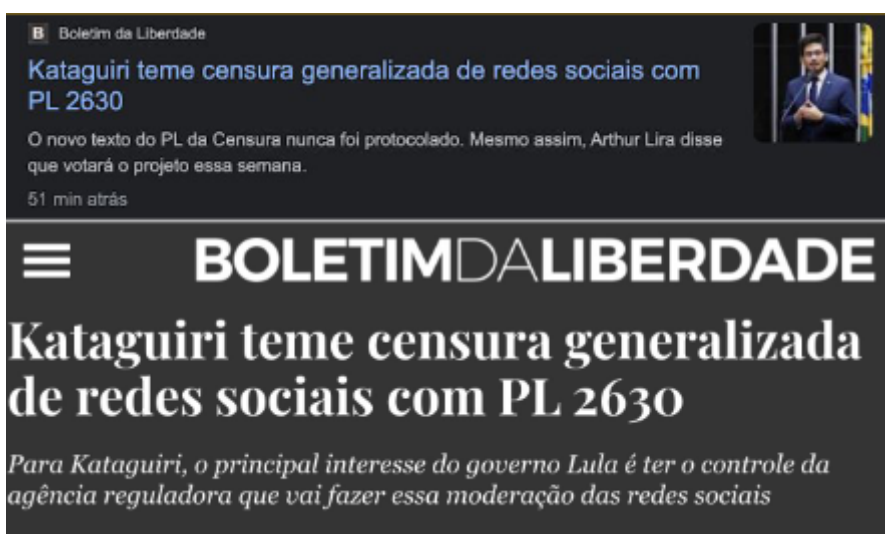 B Boletim da Liberdade
Kataguiri teme censura generalizada de redes sociais com
PL 2630
O novo texto do PL da Censura nunca foi protocolado. Mesmo assim, Arthur Lira disse
que votará o projeto essa semana.
51 min atrás
BOLETIMDALIBERDADE
Kataguiri teme censura generalizada
de redes sociais com PL 2630
Para Kataguiri, o principal interesse do governo Lula é ter o controle da
agência reguladora que vai fazer essa moderação das redes sociais